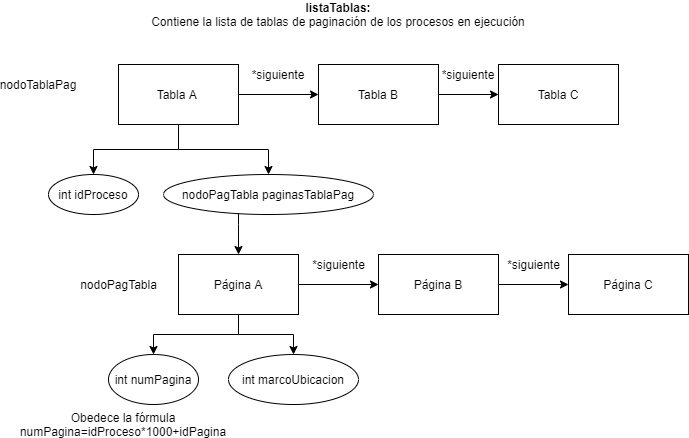 listaTablas:
Contiene la lista de tablas de paginación de los procesos en ejecución
nodoTablaPag
Tabla A
*siguiente
Tabla B
*siguiente
Tabla C
int idProceso
nodoPagTabla paginasTablaPag
nodoPagTabla
Página A
*siguiente
Página B
*siguiente
Página C
int numPagina
int marcoUbicacion
Obedece la fórmula
numPagina=idProceso*1000+idPagina